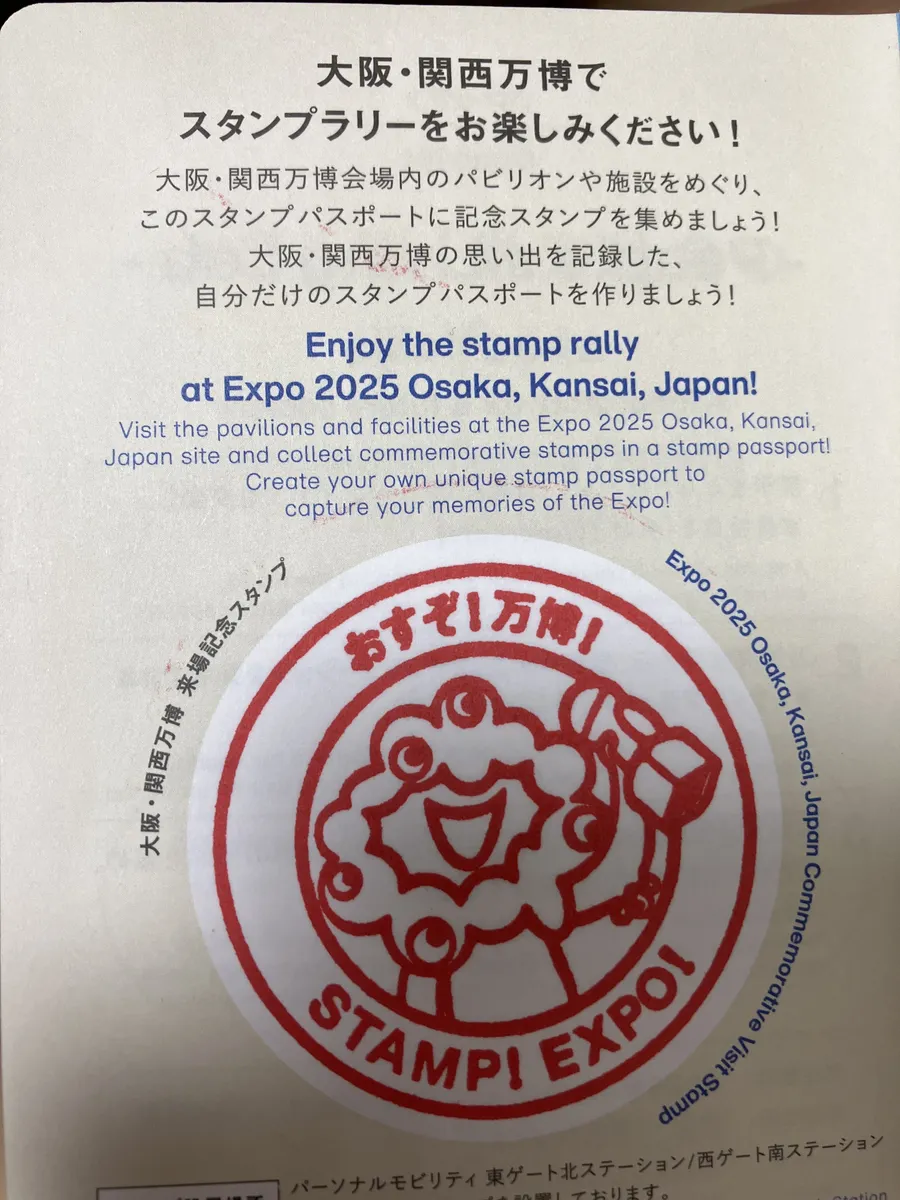 大阪・関西万博で
スタンプラリーをお楽しみください！
大阪・関西万博会場内のパビリオンや施設をめぐり、
このスタンプパスポートに記念スタンプを集めましょう！
大阪・関西万博の思い出を記録した、
自分だけのスタンプパスポートを作りましょう！
Enjoy the stamp rally
at Expo 2025 Osaka, Kansai, Japan!
Visit the pavilions and facilities at the Expo 2025 Osaka, Kansai,
Japan site and collect commemorative stamps in a stamp passport!
Create your own unique stamp passport to
capture your memories of the Expo!
大阪・関西万博 来場記念スタンプ
Expo 2025 Osaka, Kansai, Japan Commemorative Visit Stamp
おすぞ！万博！
STAMP! EXPO!
パーソナルモビリティ 東ゲート北ステーション/西ゲート南ステーション
を設置しております。
Station